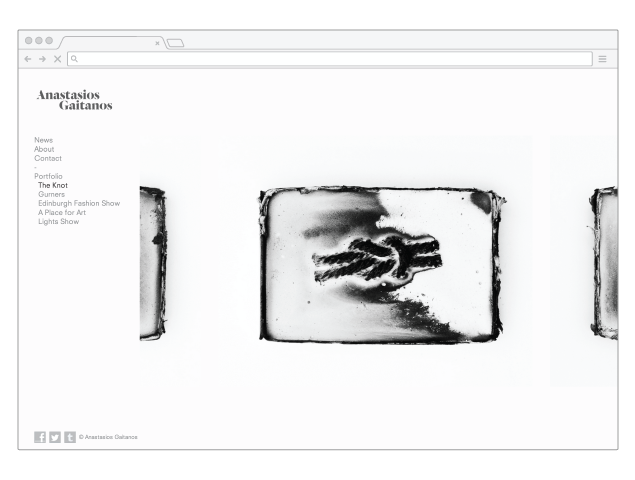 Anastasios
Gaitanos
News
About
Contact
-
Portfolio
The Knot
Gumers
Edinburgh Fashion Show
A Place for Art
Lights Show
© Anastasios Gaitanos